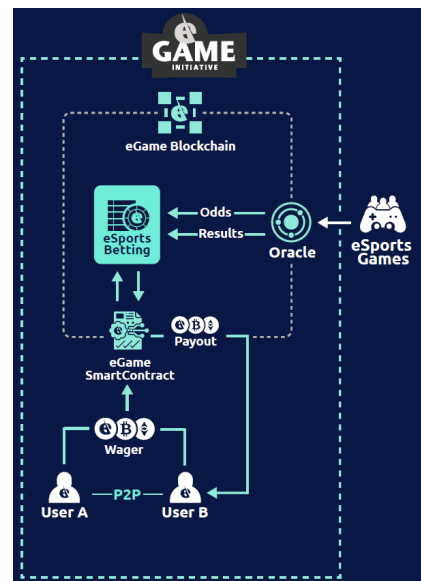 GAME
INITIATIVE
eGame Blockchain
eSports
Betting
Odds
Results
Oracle
eSports
Games
Payout
eGame
SmartContract
Wager
P2P
User A
User B